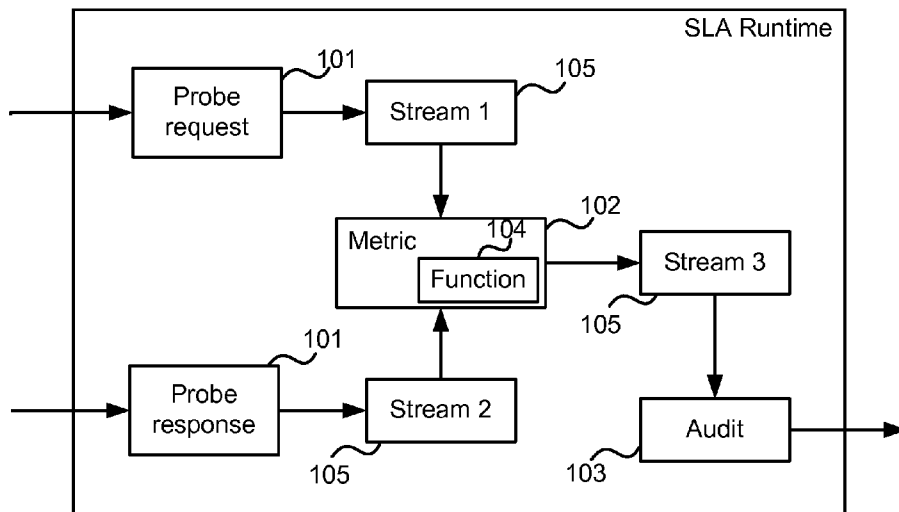 SLA Runtime
101
105
Probe
request
Stream 1
102
Metric
104
Function
Stream 3
105
101
Probe
response
Stream 2
105
Audit
103